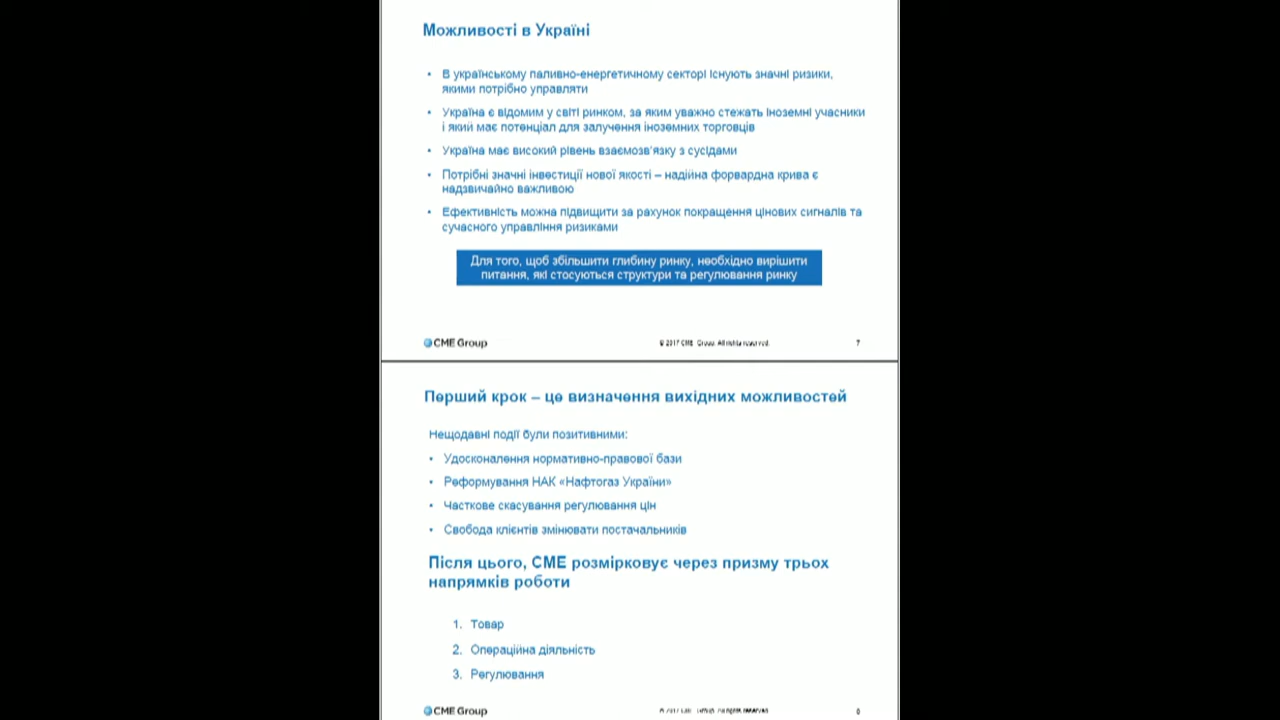 Можливості в Україні
• В українському паливно-енергетичному секторі існують значні ризики,
якими потрібно управляти
• Україна є відомим у світі ринком, за яким уважно стежать іноземні учасники
і який має потенціал для залучення іноземних торговців
• Україна має високий рівень взаємозв'язку з сусідами
• Потрібні значні інвестиції нової якості – надійна форвардна крива є
надзвичайно важливою
• Ефективність можна підвищити за рахунок покращення цінових сигналів та
сучасного управління ризиками
Для того, щоб збільшити глибину ринку, необхідно вирішити
питання, які стосуються структури та регулювання ринку
CME Group
© 2017 CME Group. All rights reserved.
7
Перший крок – це визначення вихідних можливостей
Нещодавні події були позитивними:
• Удосконалення нормативно-правової бази
• Реформування НАК «Нафтогаз України»
• Часткове скасування регулювання цін
• Свобода клієнтів змінювати постачальників
Після цього, CME розмірковує через призму трьох
напрямків роботи
1. Товар
2. Операційна діяльність
3. Регулювання
CME Group